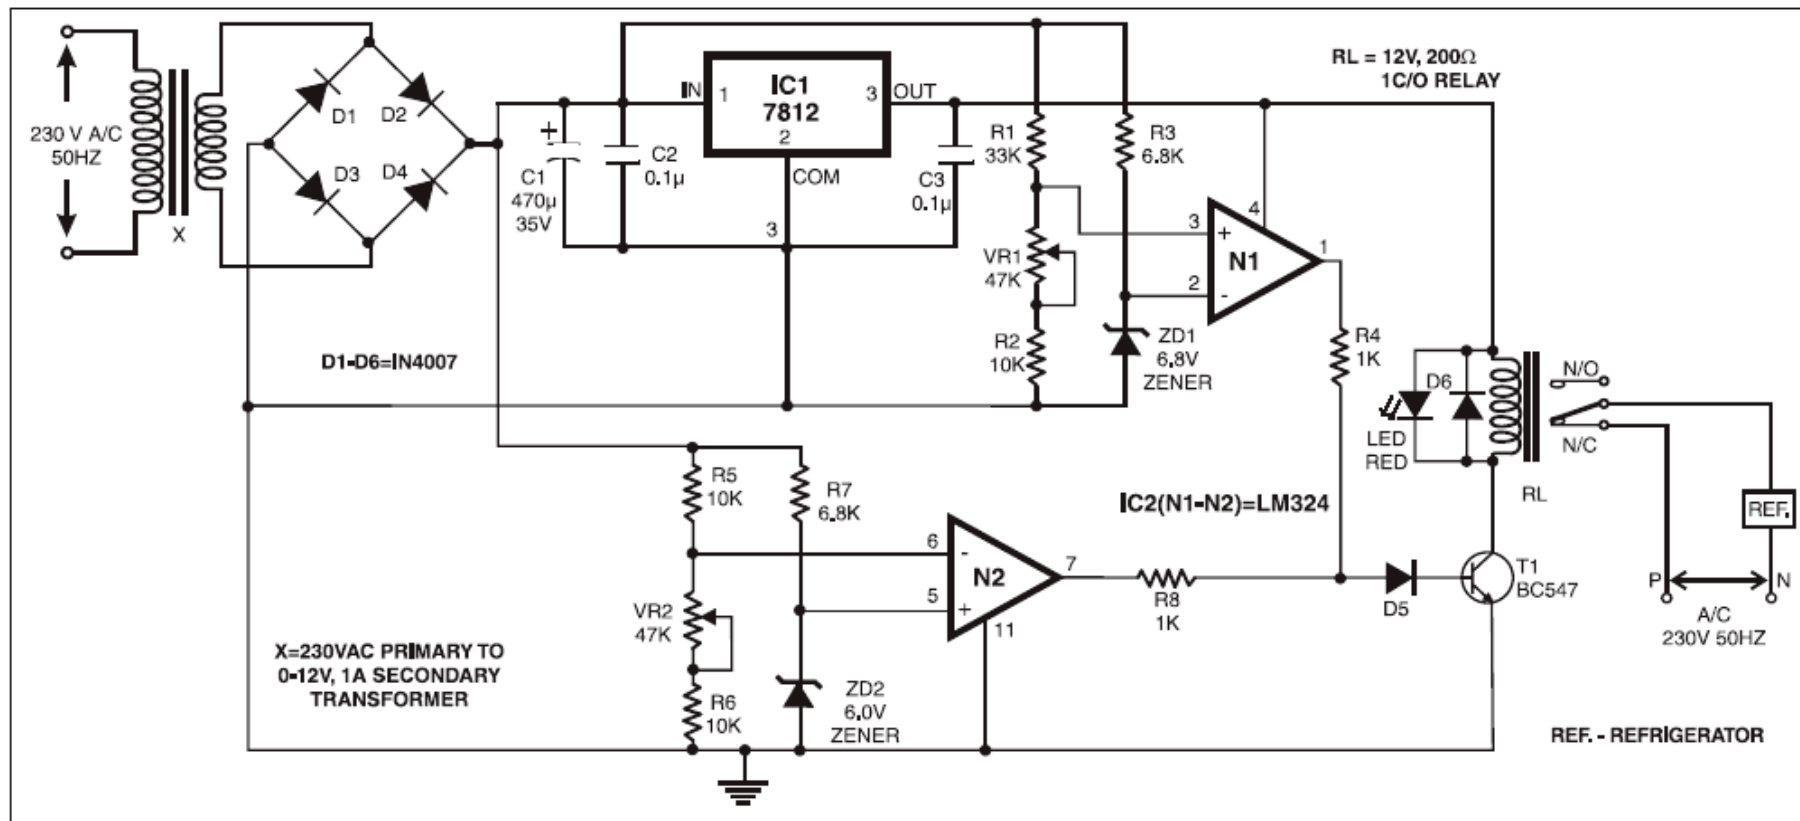 230 V A/C
50HZ
X
D1
D2
D3
D4
+
C1
470µ
35V
C2
0.1µ
IN
1
IC1
7812
2
3
OUT
COM
3
C3
0.1µ
R1
33K
R3
6.8K
RL = 12V, 200Ω
1C/O RELAY
VR1
47K
R2
10K
ZD1
6.8V
ZENER
3
+
2
-
N1
4
1
R4
1K
D1-D6=IN4007
D6
LED
RED
RL
N/O
N/C
REF.
P
N
A/C
230V 50HZ
R5
10K
R7
6.8K
IC2(N1-N2)=LM324
6
-
5
+
N2
7
11
R8
1K
D5
T1
BC547
VR2
47K
R6
10K
ZD2
6.0V
ZENER
X=230VAC PRIMARY TO
0-12V, 1A SECONDARY
TRANSFORMER
REF. - REFRIGERATOR